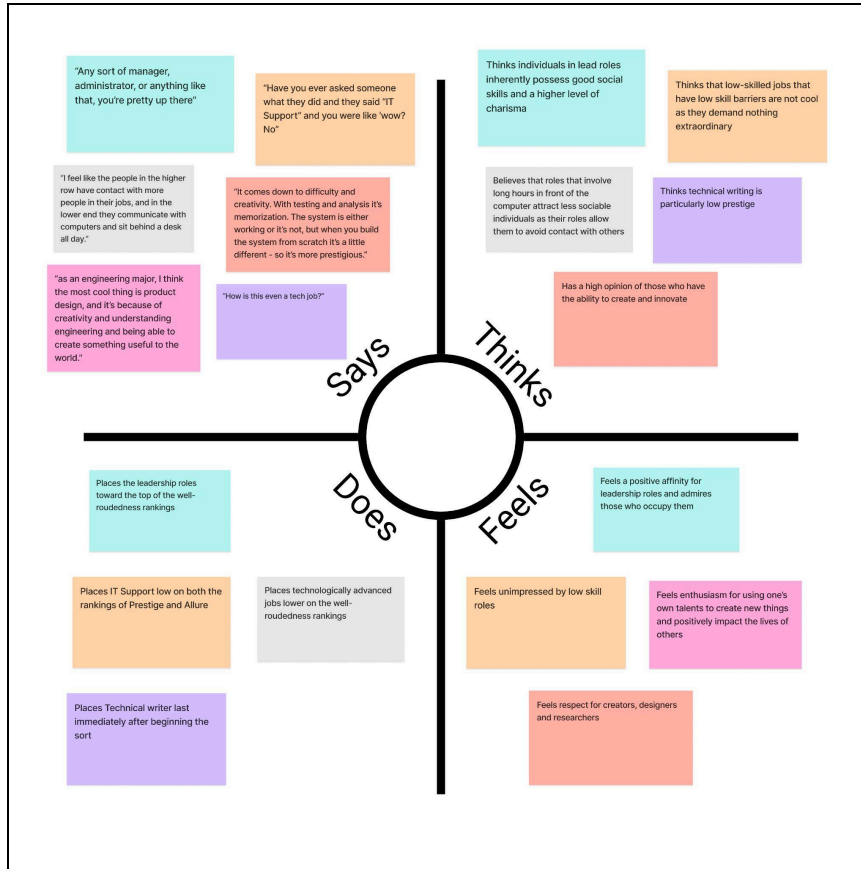 "Any sort of manager,
administrator, or anything like
that, you're pretty up there"
"Have you ever asked someone
what they did and they said "IT
Support" and you were like 'wow?
No"
"I feel like the people in the higher
row have contact with more
people in their jobs, and in the
lower end they communicate with
computers and sit behind a desk
all day."
"It comes down to difficulty and
creativity. With testing and analysis it's
memorization. The system is either
working or it's not, but when you build
the system from scratch it's a little
different - so it's more prestigious."
"as an engineering major, I think
the most cool thing is product
design, and it's because of
creativity and understanding
engineering and being able to
create something useful to the
world."
"How is this even a tech job?"
Says
Thinks individuals in lead roles
inherently possess good social
skills and a higher level of
charisma
Thinks that low-skilled jobs that
have low skill barriers are not cool
as they demand nothing
extraordinary
Believes that roles that involve
long hours in front of the
computer attract less sociable
individuals as their roles allow
them to avoid contact with others
Thinks technical writing is
particularly low prestige
Has a high opinion of those who have
the ability to create and innovate
Thinks
Does
Places the leadership roles
toward the top of the well-
roudedness rankings
Places IT Support low on both the
rankings of Prestige and Allure
Places technologically advanced
jobs lower on the well-
roudedness rankings
Places Technical writer last
immediately after beginning the
sort
Feels
Feels a positive affinity for
leadership roles and admires
those who occupy them
Feels unimpressed by low skill
roles
Feels enthusiasm for using one's
own talents to create new things
and positively impact the lives of
others
Feels respect for creators, designers
and researchers